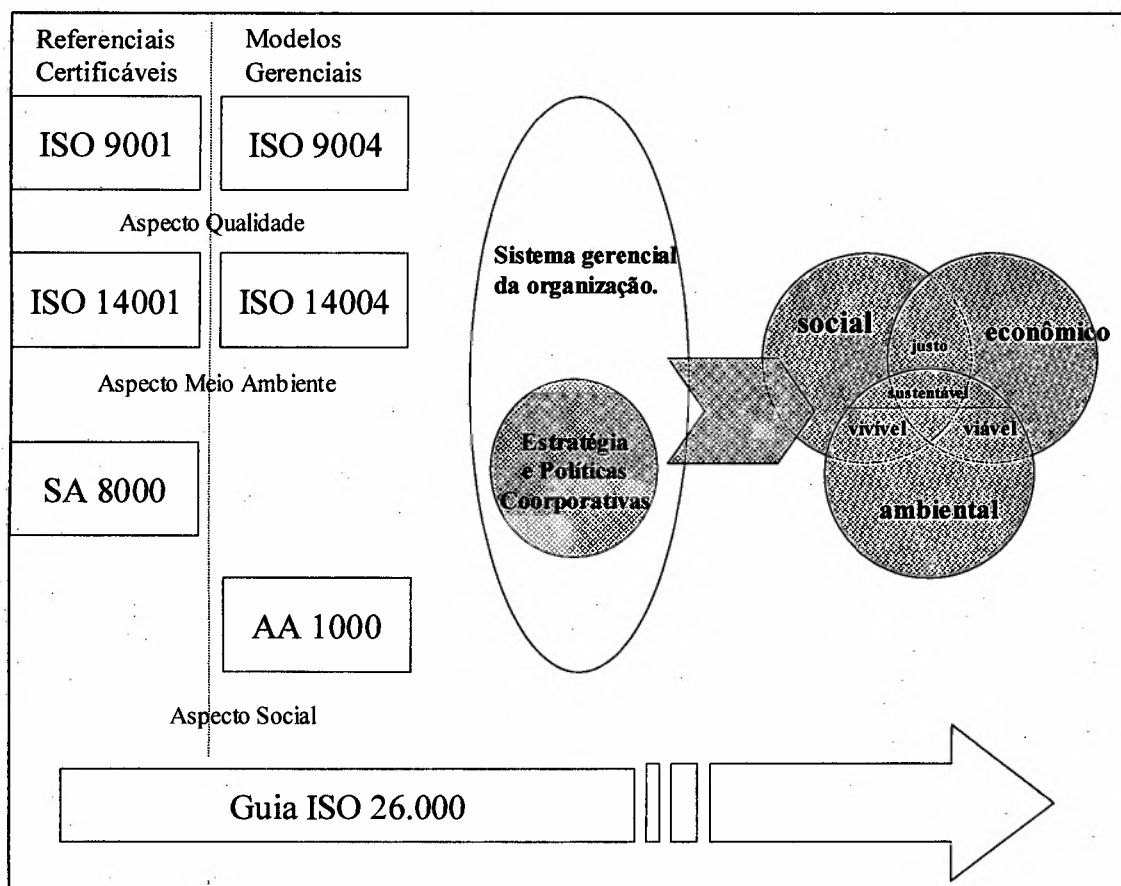 Referenciais
Certificáveis
Modelos
Gerenciais
ISO 9001
ISO 9004
Aspecto Qualidade
ISO 14001
ISO 14004
Aspecto Meio Ambiente
SA 8000
AA 1000
Aspecto Social
Sistema gerencial
da organização.
Estratégia
e Políticas
Coorporativas
social
econômico
justo
sustentável
vivível
viável
ambiental
Guia ISO 26.000